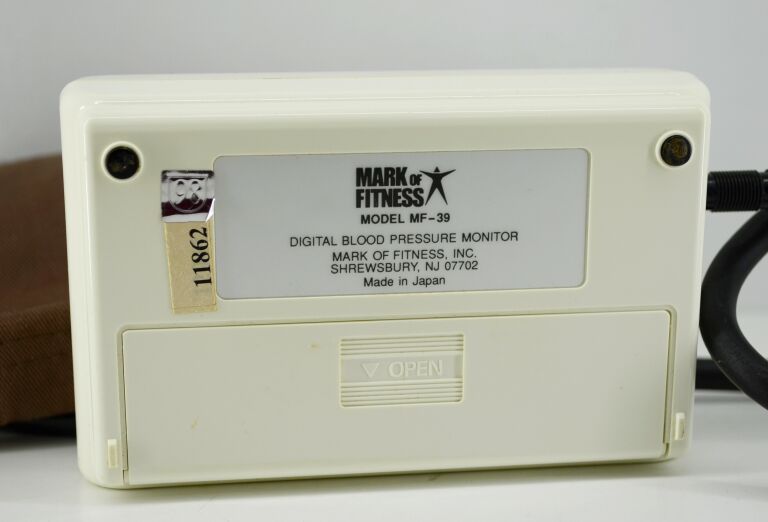 MARK OF
FITNESS
MODEL MF-39
DIGITAL BLOOD PRESSURE MONITOR
MARK OF FITNESS, INC.
SHREWSBURY, NJ 07702
Made in Japan
11862
▽ OPEN